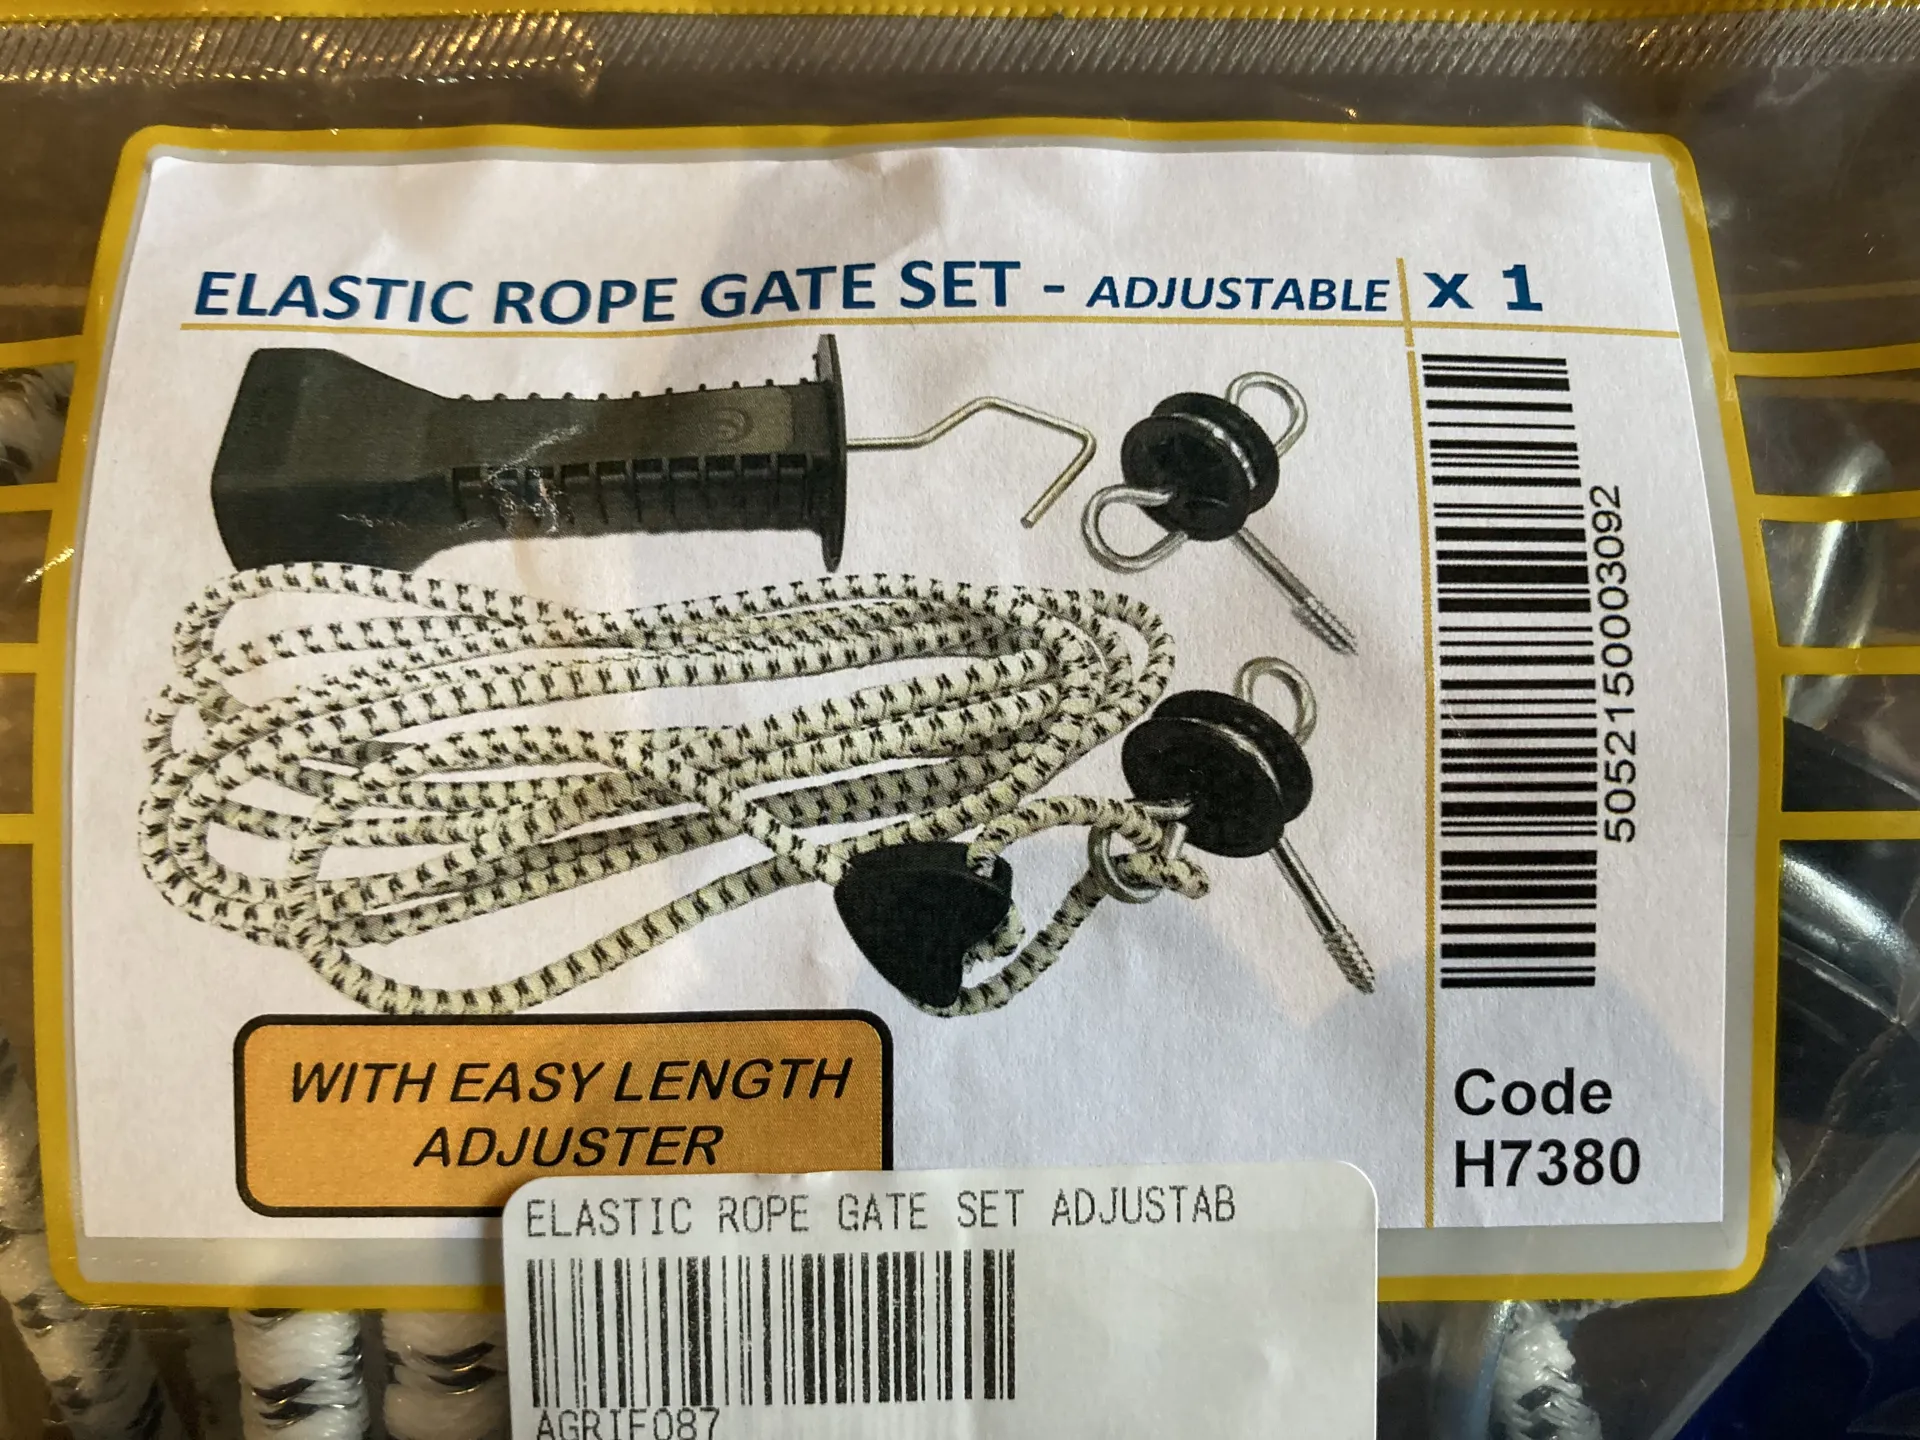 ELASTIC ROPE GATE SET - ADJUSTABLE x 1
5052150003092
WITH EASY LENGTH
ADJUSTER
Code
H7380
ELASTIC ROPE GATE SET ADJUSTAB
AGRIF087